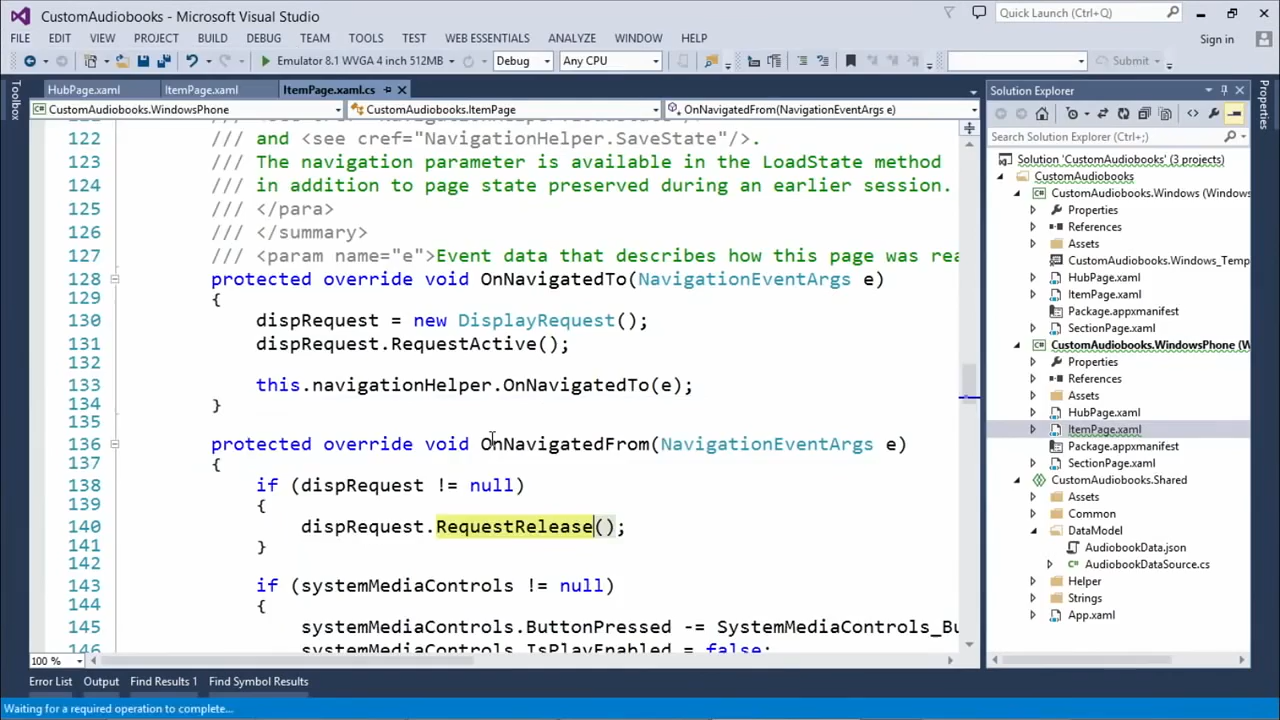 CustomAudiobooks - Microsoft Visual Studio
Quick Launch (Ctrl+Q)
FILE EDIT VIEW PROJECT BUILD DEBUG TEAM TOOLS TEST WEB ESSENTIALS ANALYZE WINDOW HELP
Sign in
Emulator 8.1 WVGA 4 inch 512MB Debug Any CPU Submit
Toolbox
HubPage.xaml ItemPage.xaml ItemPage.xaml.cs
CustomAudiobooks.WindowsPhone CustomAudiobooks.ItemPage OnNavigatedFrom(NavigationEventArgs e)
122 /// and <see cref="NavigationHelper.SaveState"/>.
123 /// The navigation parameter is available in the LoadState method
124 /// in addition to page state preserved during an earlier session.
125 /// </para>
126 /// </summary>
127 /// <param name="e">Event data that describes how this page was rea
128 protected override void OnNavigatedTo(NavigationEventArgs e)
129 {
130 dispRequest = new DisplayRequest();
131 dispRequest.RequestActive();
132
133 this.navigationHelper.OnNavigatedTo(e);
134 }
135
136 protected override void OnNavigatedFrom(NavigationEventArgs e)
137 {
138 if (dispRequest != null)
139 {
140 dispRequest.RequestRelease();
141 }
142
143 if (systemMediaControls != null)
144 {
145 systemMediaControls.ButtonPressed -= SystemMediaControls_Bu
146 systemMediaControls.IsPlayEnabled = false;
100 %
Solution Explorer
Search Solution Explorer (Ctrl+;)
Solution 'CustomAudiobooks' (3 projects)
CustomAudiobooks
CustomAudiobooks.Windows (Windows
Properties
References
Assets
CustomAudiobooks.Windows_Temp
HubPage.xaml
ItemPage.xaml
Package.appxmanifest
SectionPage.xaml
CustomAudiobooks.WindowsPhone (W
Properties
References
Assets
HubPage.xaml
ItemPage.xaml
Package.appxmanifest
SectionPage.xaml
CustomAudiobooks.Shared
Assets
Common
DataModel
AudiobookData.json
AudiobookDataSource.cs
Helper
Strings
App.xaml
Properties
Error List Output Find Results 1 Find Symbol Results
Waiting for a required operation to complete...